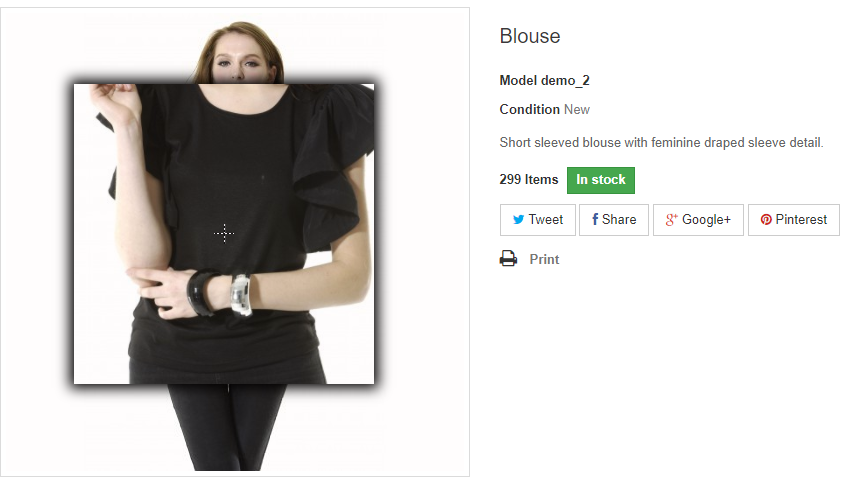 Blouse
Model demo_2
Condition New
Short sleeved blouse with feminine draped sleeve detail.
299 Items In stock
Tweet Share Google+ Pinterest
Print